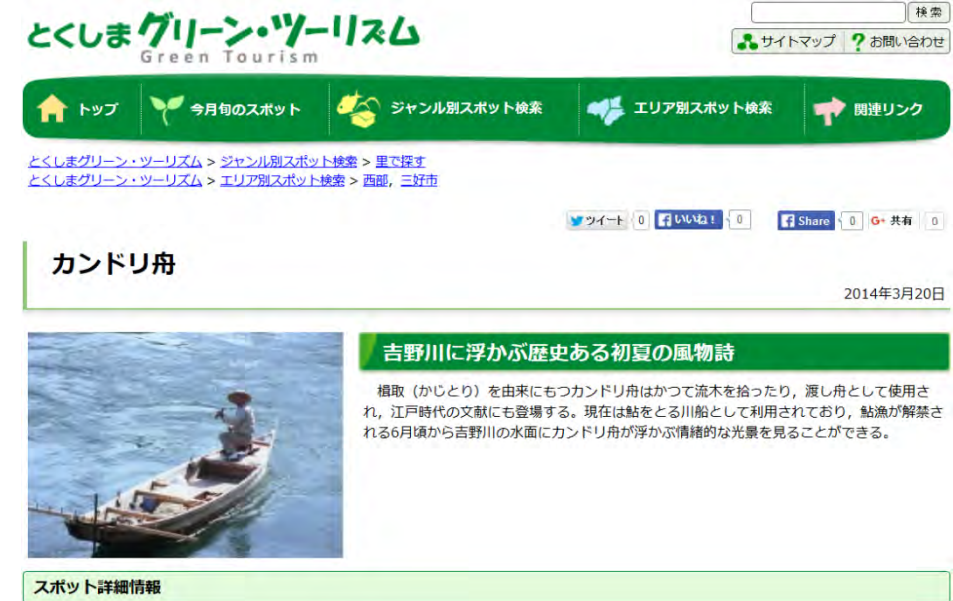 検索
とくしまグリーン・ツーリズム
Green Tourism
サイトマップ ? お問い合わせ
トップ 今月旬のスポット ジャンル別スポット検索 エリア別スポット検索 関連リンク
とくしまグリーン・ツーリズム > ジャンル別スポット検索 > 里で探す
とくしまグリーン・ツーリズム > エリア別スポット検索 > 西部, 三好市
ツイート 0 いいね! 0 Share 0 G+ 共有 0
カンドリ舟
2014年3月20日
吉野川に浮かぶ歴史ある初夏の風物詩
楫取（かじとり）を由来にもつカンドリ舟はかつて流木を拾ったり，渡し舟として使用さ
れ，江戸時代の文献にも登場する。現在は鮎をとる川船として利用されており，鮎漁が解禁さ
れる6月頃から吉野川の水面にカンドリ舟が浮かぶ情緒的な光景を見ることができる。
スポット詳細情報